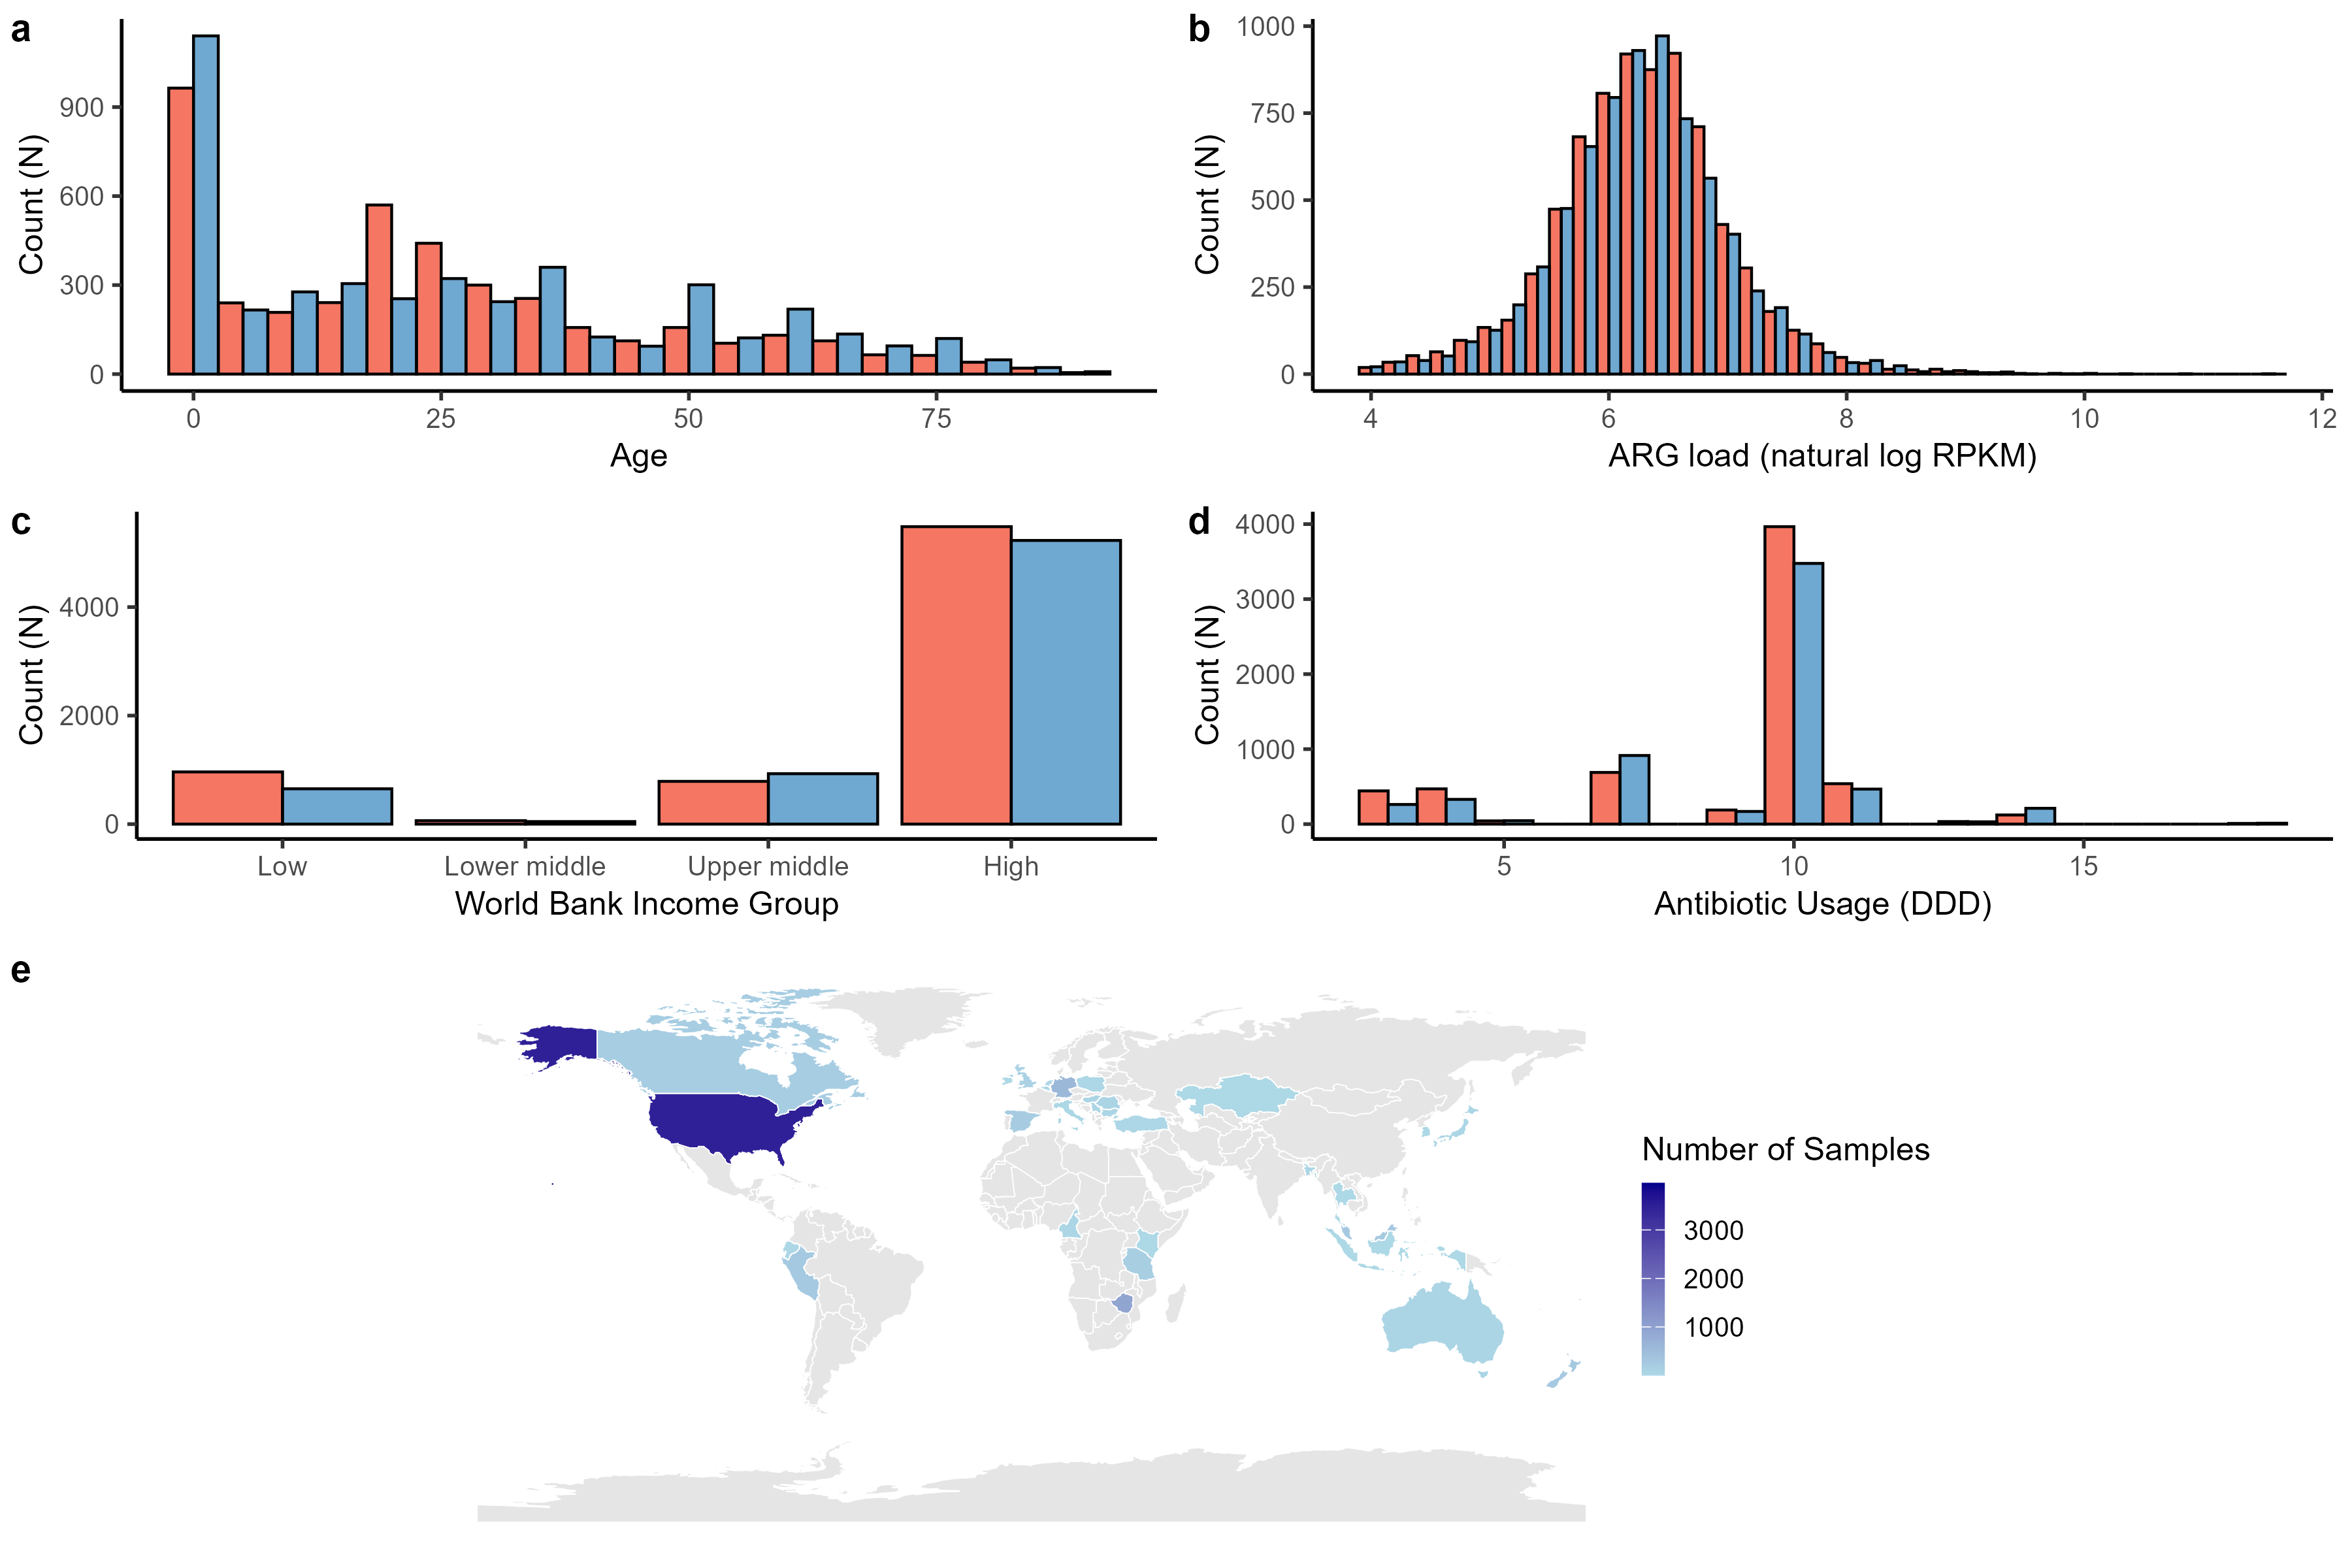 a
Count (N)
900
600
300
0
0 25 50 75
Age
b
Count (N)
1000
750
500
250
0
4 6 8 10 12
ARG load (natural log RPKM)
c
Count (N)
4000
2000
0
Low Lower middle Upper middle High
World Bank Income Group
d
Count (N)
4000
3000
2000
1000
0
5 10 15
Antibiotic Usage (DDD)
e
Number of Samples
3000
2000
1000